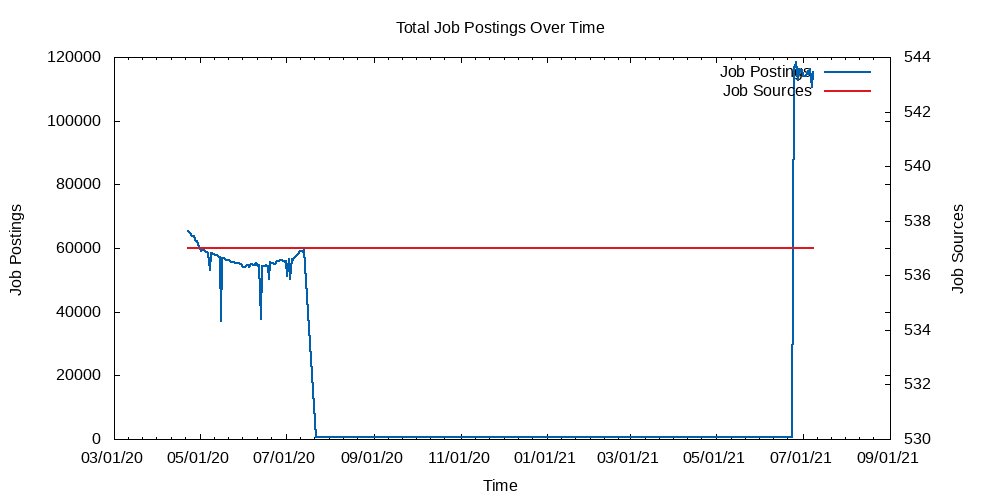 Total Job Postings Over Time
120000
100000
80000
60000
40000
20000
0
544
542
540
538
536
534
532
530
Job Postings
Job Sources
Job Postings
Job Sources
03/01/20 05/01/20 07/01/20 09/01/20 11/01/20 01/01/21 03/01/21 05/01/21 07/01/21 09/01/21
Time